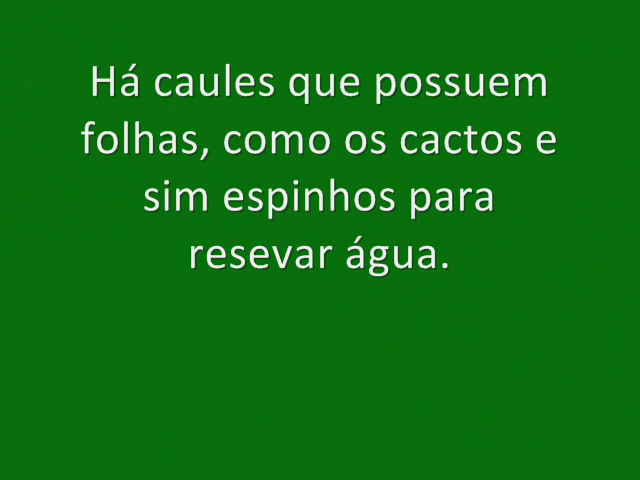 Há caules que possuem
folhas, como os cactos e
sim espinhos para
resevar água.